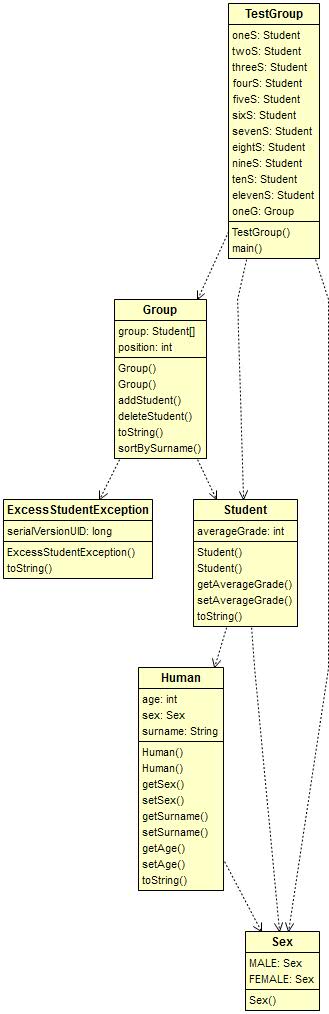 TestGroup
oneS: Student
twoS: Student
threeS: Student
fourS: Student
fiveS: Student
sixS: Student
sevenS: Student
eightS: Student
nineS: Student
tenS: Student
elevenS: Student
oneG: Group
TestGroup()
main()
Group
group: Student[]
position: int
Group()
Group()
addStudent()
deleteStudent()
toString()
sortBySurname()
ExcessStudentException
serialVersionUID: long
ExcessStudentException()
toString()
Student
averageGrade: int
Student()
Student()
getAverageGrade()
setAverageGrade()
toString()
Human
age: int
sex: Sex
surname: String
Human()
Human()
getSex()
setSex()
getSurname()
setSurname()
getAge()
setAge()
toString()
Sex
MALE: Sex
FEMALE: Sex
Sex()